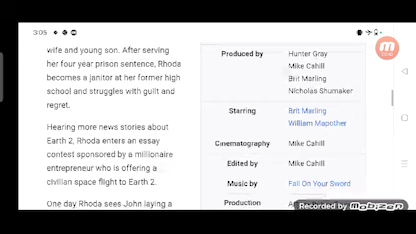 3:05
wife and young son. After serving
her four year prison sentence, Rhoda
becomes a janitor at her former high
school and struggles with guilt and
regret.
Hearing more news stories about
Earth 2, Rhoda enters an essay
contest sponsored by a millionaire
entrepreneur who is offering a
civilian space flight to Earth 2.
One day Rhoda sees John laying a
Produced by
Hunter Gray
Mike Cahill
Brit Marling
Nicholas Shumaker
Starring
Brit Marling
William Mapother
Cinematography
Mike Cahill
Edited by
Mike Cahill
Music by
Fall On Your Sword
Production
Recorded by Mobizen